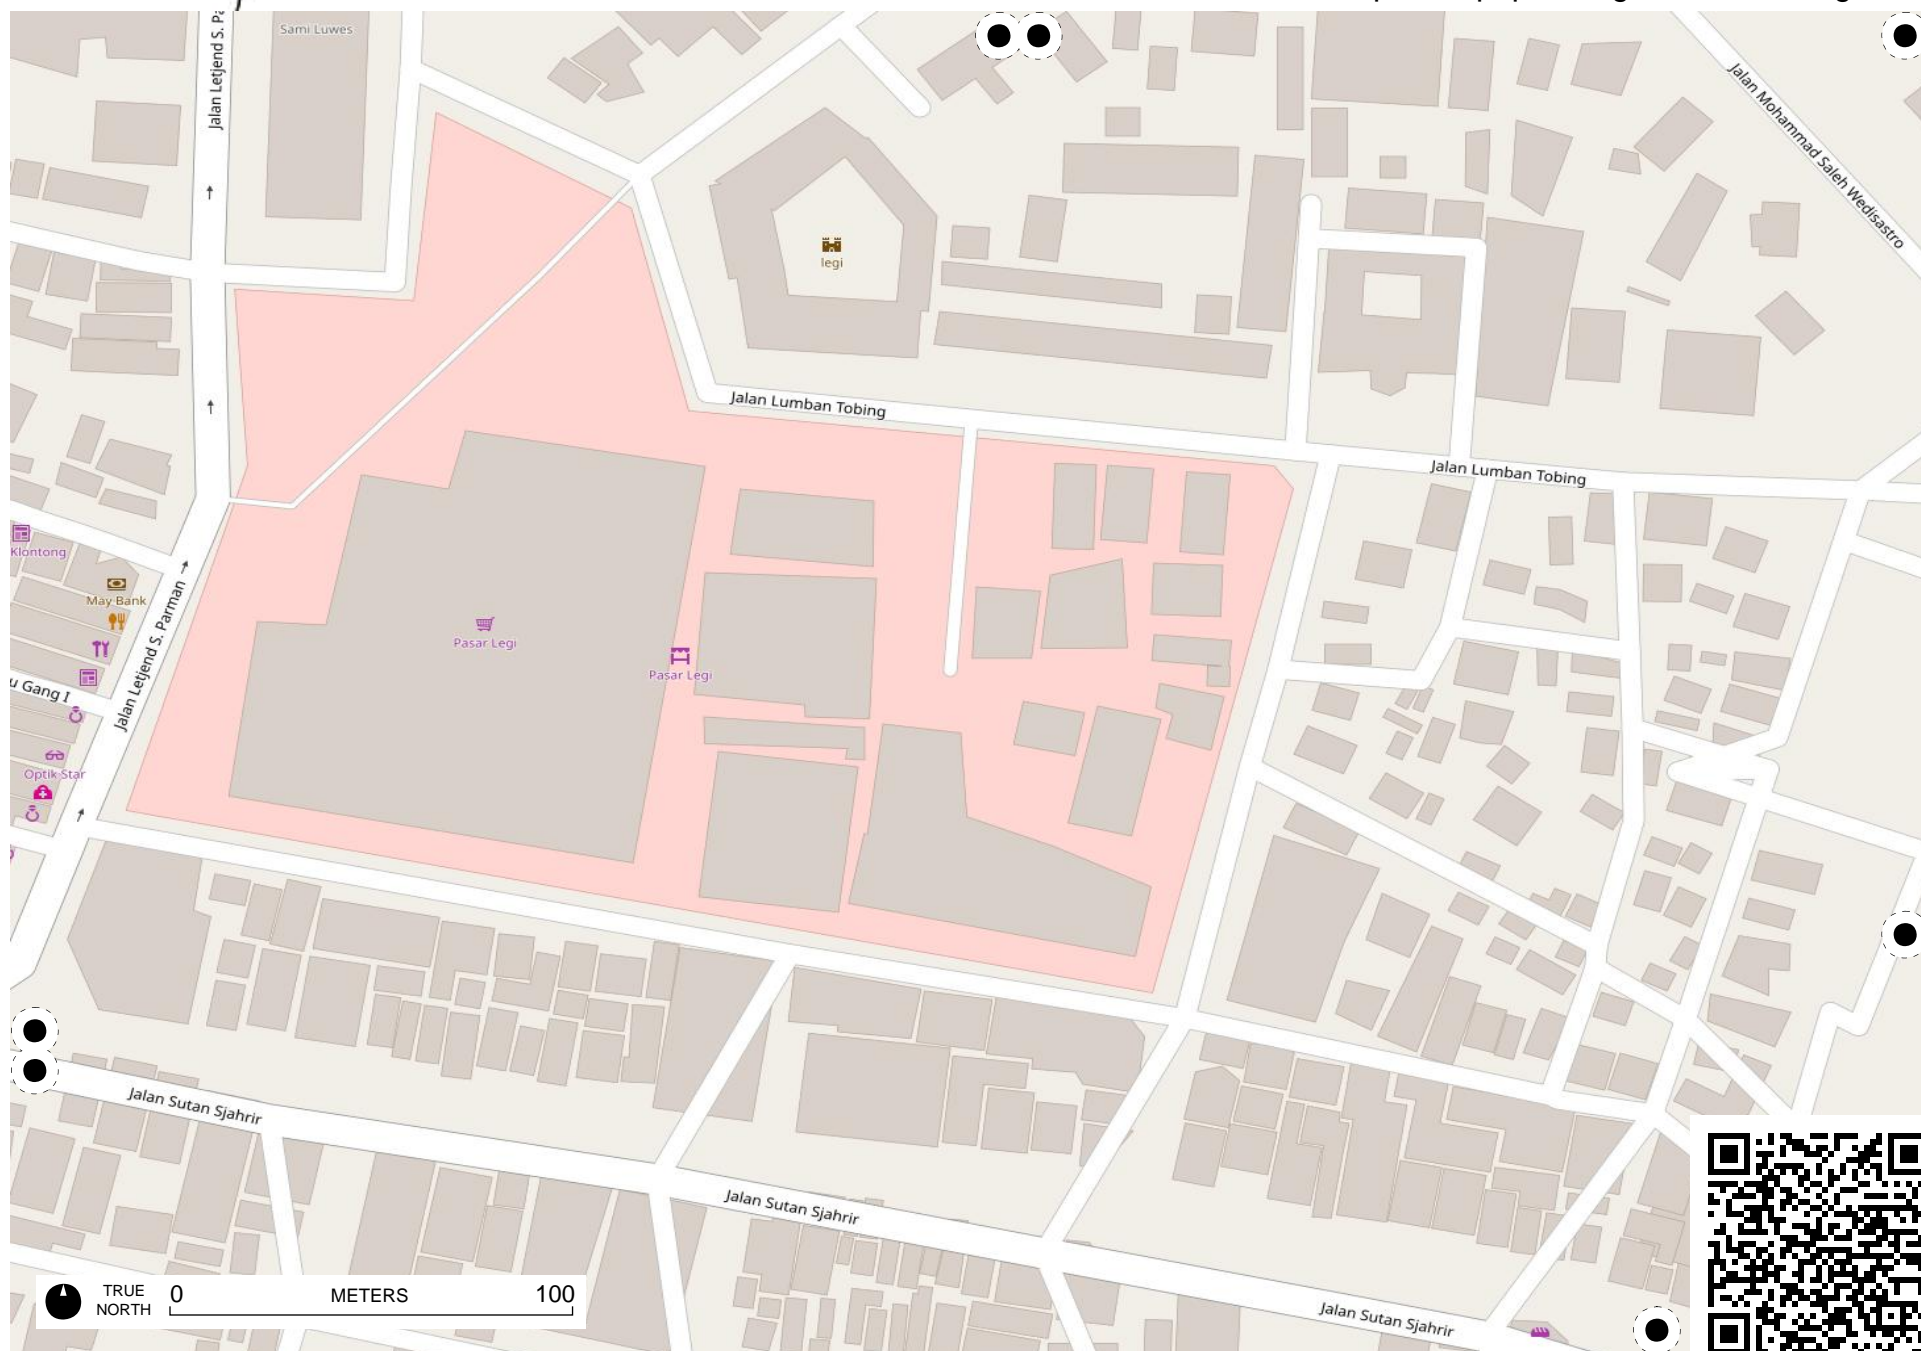 Jalan Letjend S. Pa
Sami Luwes
Jalan Mohammad Saleh Wedisastro
legi
Jalan Lumban Tobing
Jalan Lumban Tobing
Klontong
May Bank
Pasar Legi
Pasar Legi
Jalan Letjend S. Parman
u Gang I
Optik Star
Jalan Sutan Sjahrir
Jalan Sutan Sjahrir
Jalan Sutan Sjahrir
TRUE
NORTH
0 METERS 100